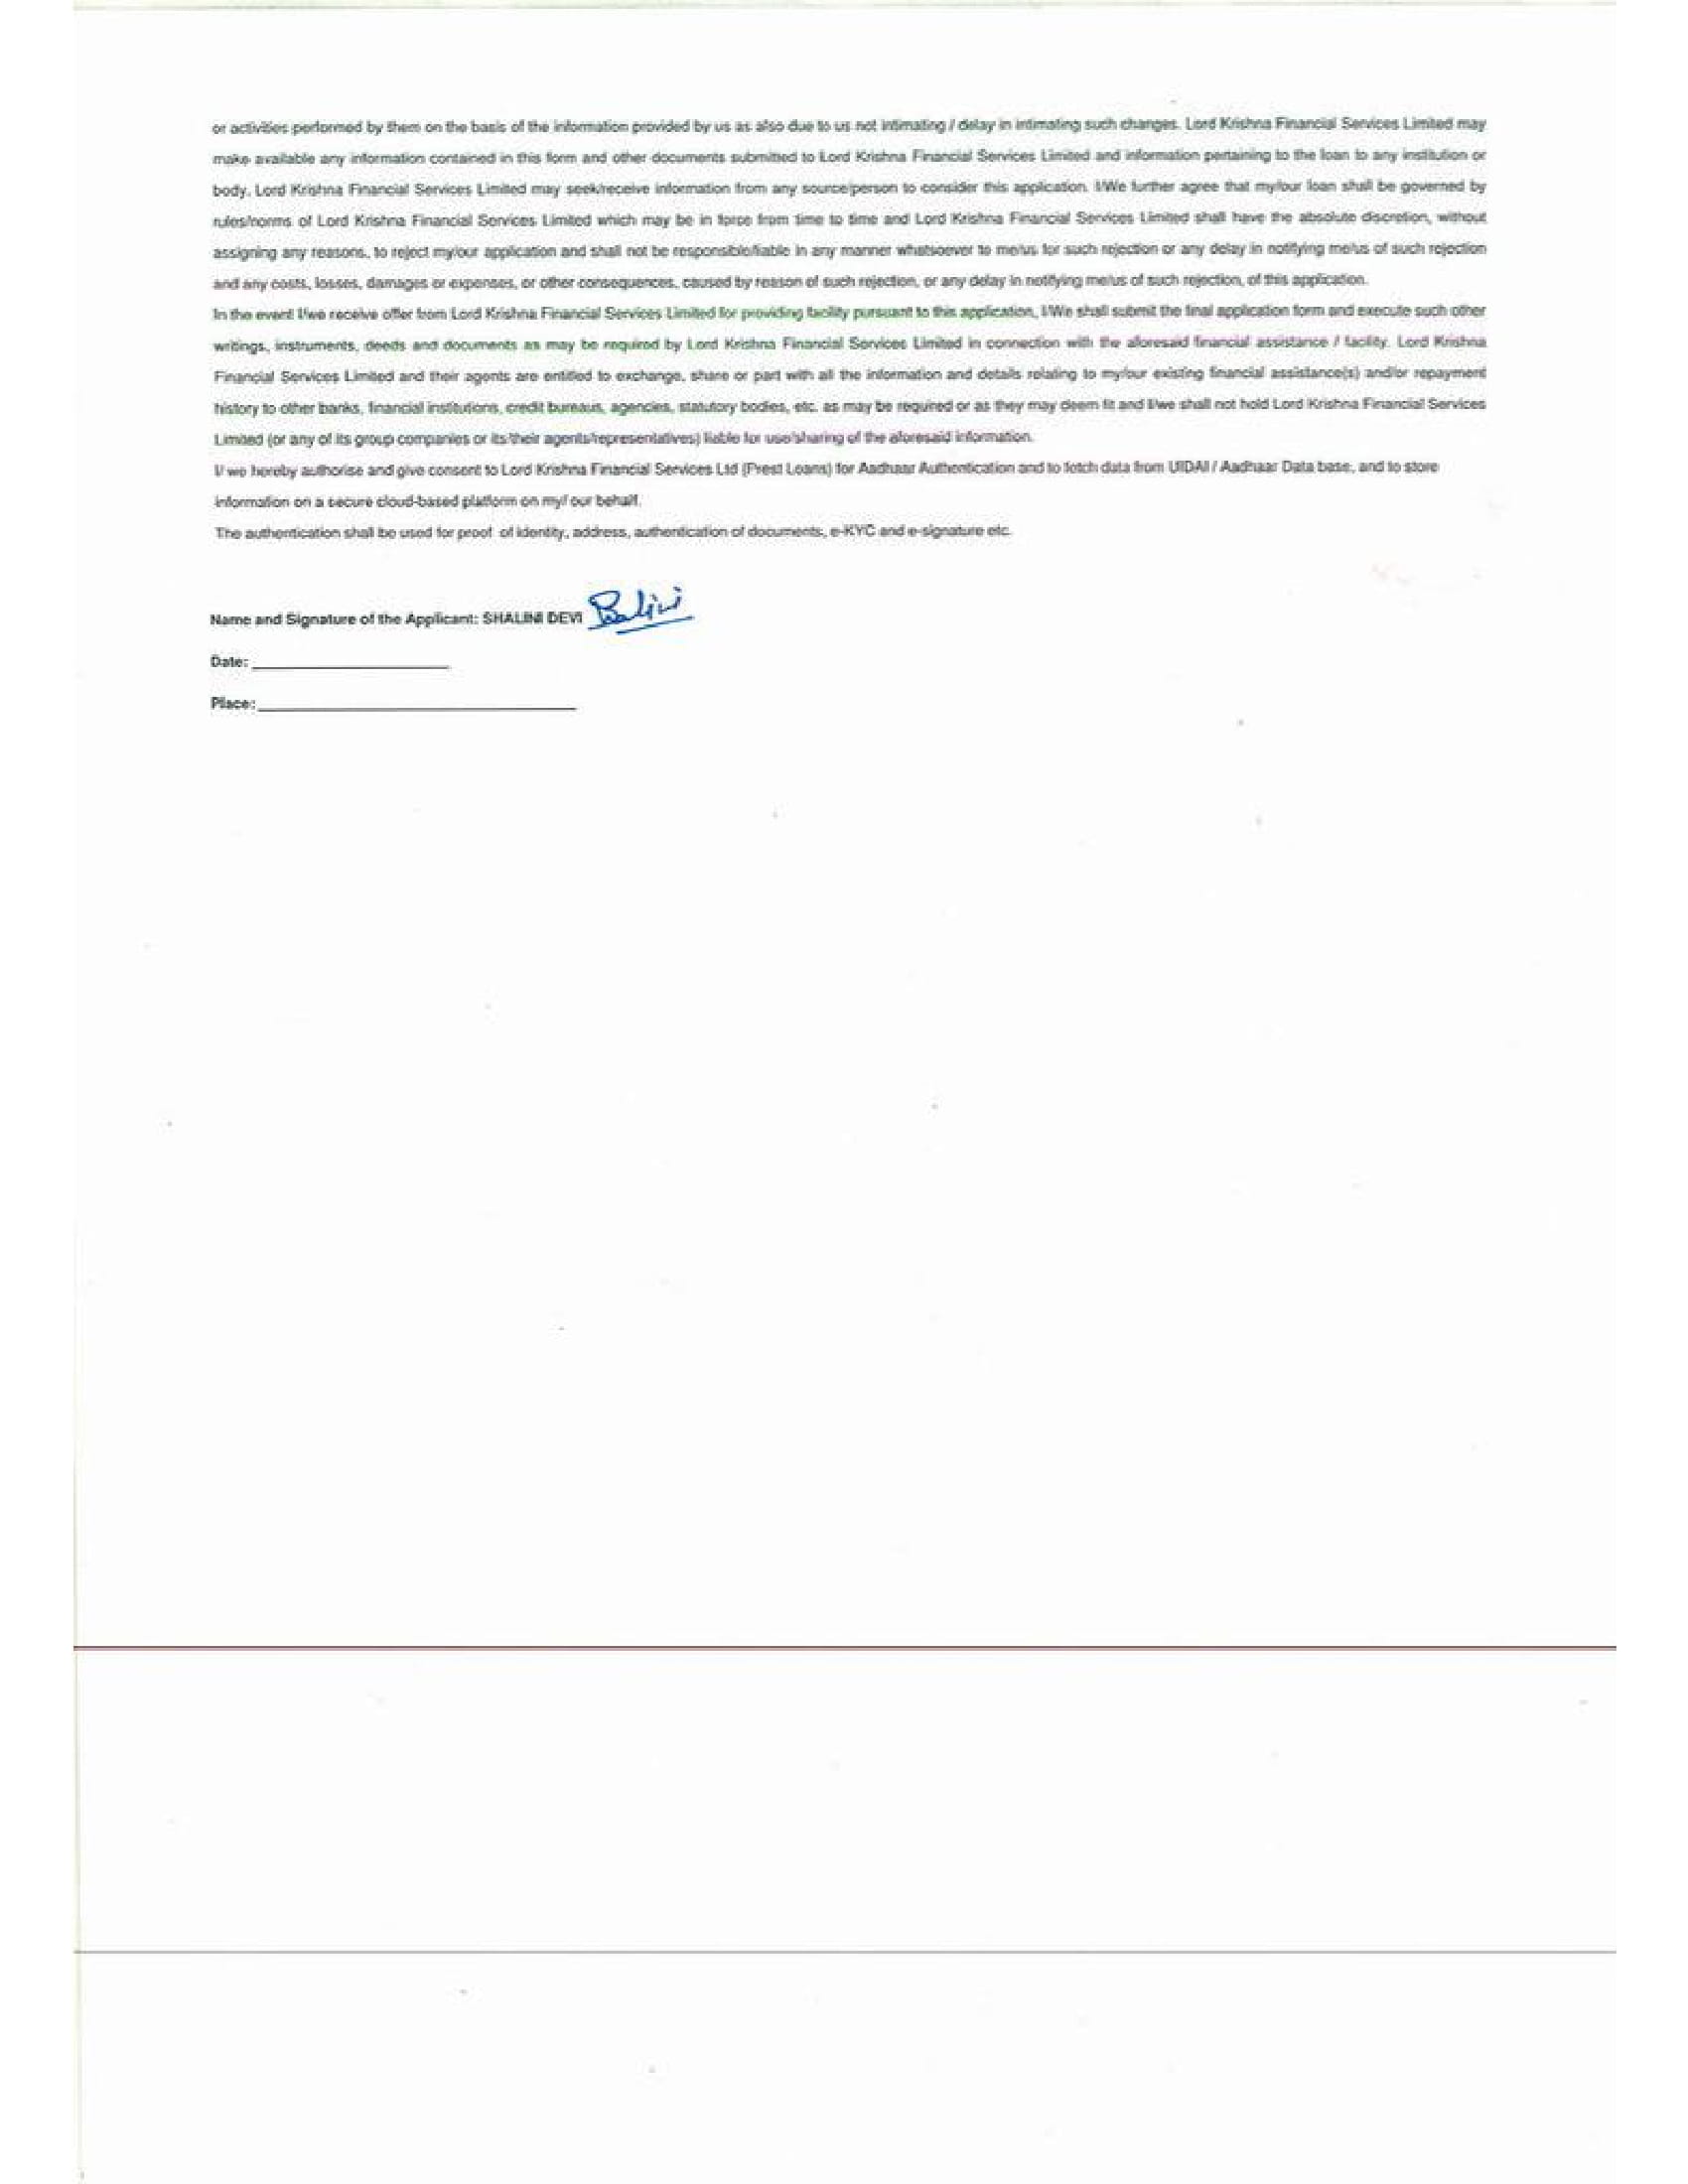 or activities performed by them on the basis of the information provided by us as also due to us not intimating / delay in intimating such changes. Lord Krishna Financial Services Limited may
make available any information contained in this form and other documents submitted to Lord Krishna Financial Services Limited and information pertaining to the loan to any institution or
body. Lord Krishna Financial Services Limited may seek/receive information from any source/person to consider this application. I/We further agree that my/our loan shall be governed by
rules/norms of Lord Krishna Financial Services Limited which may be in force from time to time and Lord Krishna Financial Services Limited shall have the absolute discretion, without
assigning any reasons, to reject my/our application and shall not be responsible/liable in any manner whatsoever to me/us for such rejection or any delay in notifying me/us of such rejection
and any costs, losses, damages or expenses, or other consequences, caused by reason of such rejection, or any delay in notifying me/us of such rejection, of this application.
In the event I/we receive offer from Lord Krishna Financial Services Limited for providing facility pursuant to this application, I/We shall submit the final application form and execute such other
writings, instruments, deeds and documents as may be required by Lord Krishna Financial Services Limited in connection with the aforesaid financial assistance / facility. Lord Krishna
Financial Services Limited and their agents are entitled to exchange, share or part with all the information and details relating to my/our existing financial assistance(s) and/or repayment
history to other banks, financial institutions, credit bureaus, agencies, statutory bodies, etc. as may be required or as they may deem fit and I/we shall not hold Lord Krishna Financial Services
Limited (or any of its group companies or its/their agents/representatives) liable for use/sharing of the aforesaid information.
I/ we hereby authorise and give consent to Lord Krishna Financial Services Ltd (Prest Loans) for Aadhaar Authentication and to fetch data from UIDAI / Aadhaar Data base, and to store
information on a secure cloud-based platform on my/ our behalf.
The authentication shall be used for proof of identity, address, authentication of documents, e-KYC and e-signature etc.
Name and Signature of the Applicant: SHALINI DEVI
Date:
Place: